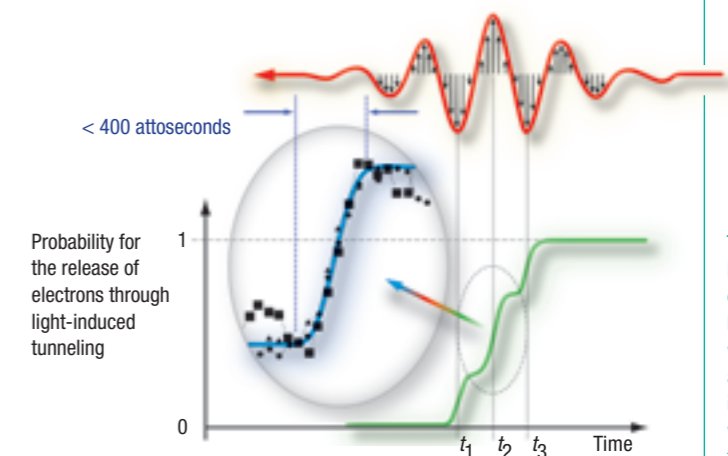 < 400 attoseconds
Probability for
the release of
electrons through
light-induced
tunneling
1
0
t1 t2 t3 Time